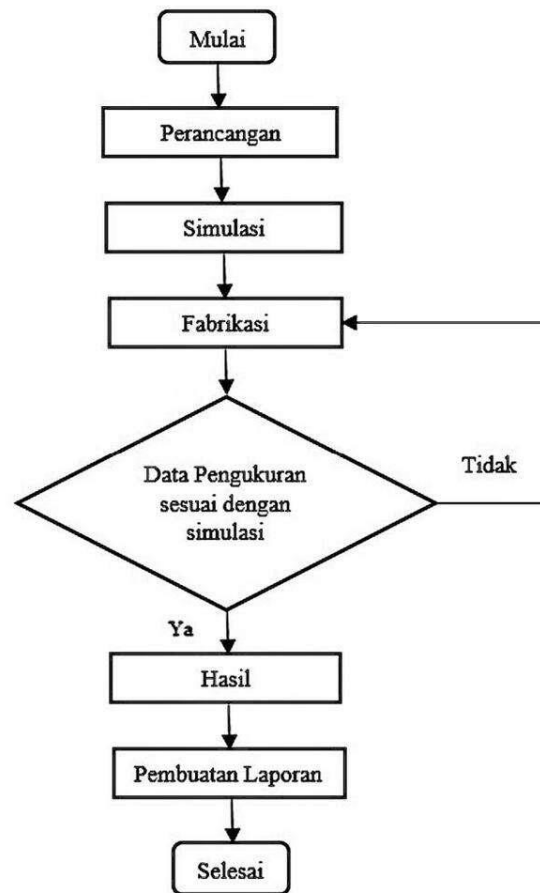 Mulai
Perancangan
Simulasi
Fabrikasi
Data Pengukuran
sesuai dengan
simulasi
Tidak
Ya
Hasil
Pembuatan Laporan
Selesai